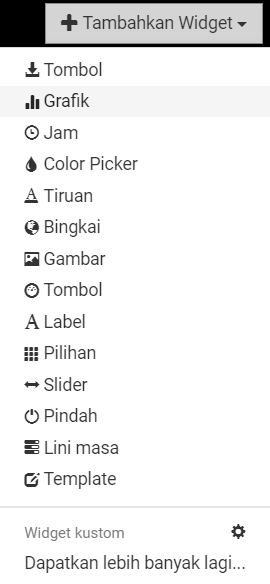 Tambahkan Widget
Tombol
Grafik
Jam
Color Picker
Tiruan
Bingkai
Gambar
Tombol
Label
Pilihan
Slider
Pindah
Lini masa
Template
Widget kustom
Dapatkan lebih banyak lagi...